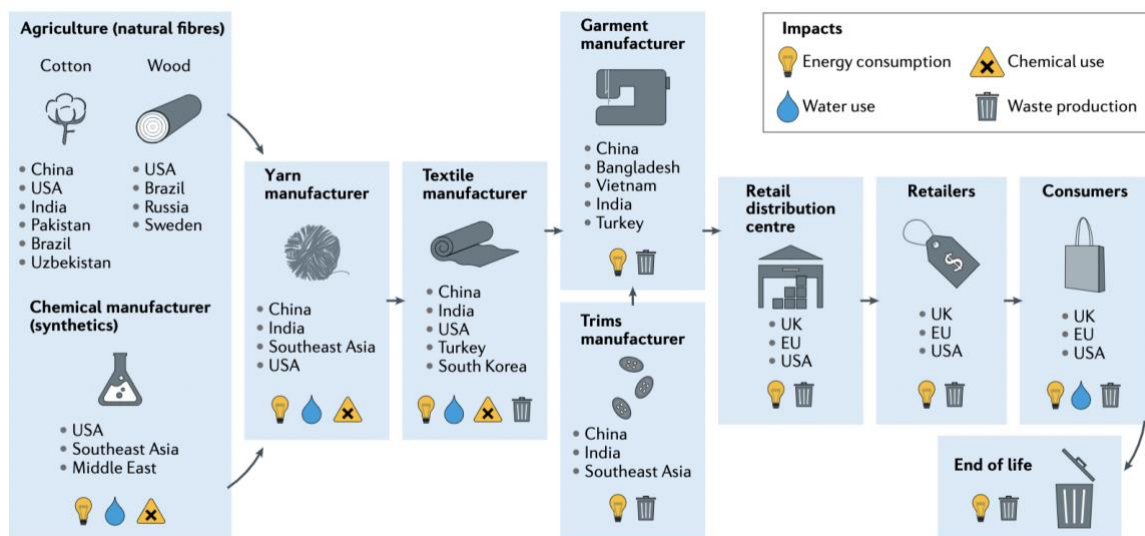 Agriculture (natural fibres)
Cotton
• China
• USA
• India
• Pakistan
• Brazil
• Uzbekistan
Wood
• USA
• Brazil
• Russia
• Sweden
Chemical manufacturer
(synthetics)
• USA
• Southeast Asia
• Middle East
Yarn
manufacturer
• China
• India
• Southeast Asia
• USA
Textile
manufacturer
• China
• India
• USA
• Turkey
• South Korea
Garment
manufacturer
• China
• Bangladesh
• Vietnam
• India
• Turkey
Trims
manufacturer
• China
• India
• Southeast Asia
Impacts
Energy consumption
Chemical use
Water use
Waste production
Retail
distribution
centre
• UK
• EU
• USA
Retailers
$
• UK
• EU
• USA
Consumers
• UK
• EU
• USA
End of life